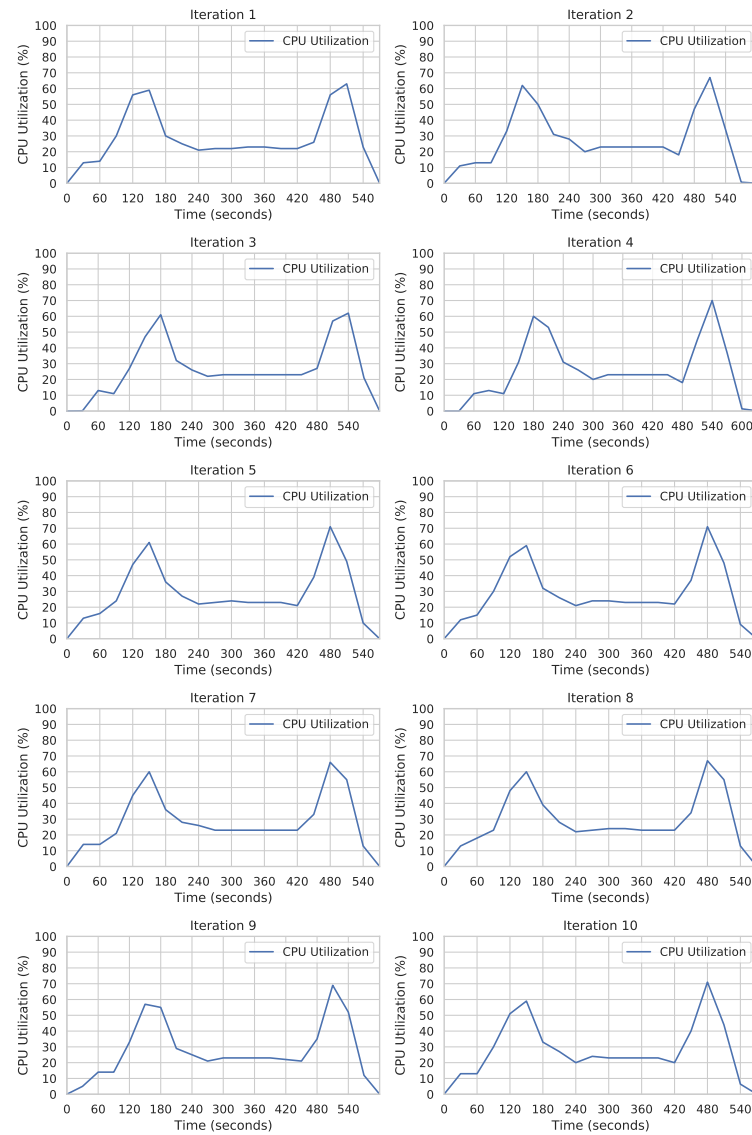 Iteration 1
CPU Utilization (%)
100
90
80
70
60
50
40
30
20
10
0
CPU Utilization
0 60 120 180 240 300 360 420 480 540
Time (seconds)
Iteration 2
CPU Utilization (%)
100
90
80
70
60
50
40
30
20
10
0
CPU Utilization
0 60 120 180 240 300 360 420 480 540
Time (seconds)
Iteration 3
CPU Utilization (%)
100
90
80
70
60
50
40
30
20
10
0
CPU Utilization
0 60 120 180 240 300 360 420 480 540
Time (seconds)
Iteration 4
CPU Utilization (%)
100
90
80
70
60
50
40
30
20
10
0
CPU Utilization
0 60 120 180 240 300 360 420 480 540 600
Time (seconds)
Iteration 5
CPU Utilization (%)
100
90
80
70
60
50
40
30
20
10
0
CPU Utilization
0 60 120 180 240 300 360 420 480 540
Time (seconds)
Iteration 6
CPU Utilization (%)
100
90
80
70
60
50
40
30
20
10
0
CPU Utilization
0 60 120 180 240 300 360 420 480 540
Time (seconds)
Iteration 7
CPU Utilization (%)
100
90
80
70
60
50
40
30
20
10
0
CPU Utilization
0 60 120 180 240 300 360 420 480 540
Time (seconds)
Iteration 8
CPU Utilization (%)
100
90
80
70
60
50
40
30
20
10
0
CPU Utilization
0 60 120 180 240 300 360 420 480 540
Time (seconds)
Iteration 9
CPU Utilization (%)
100
90
80
70
60
50
40
30
20
10
0
CPU Utilization
0 60 120 180 240 300 360 420 480 540
Time (seconds)
Iteration 10
CPU Utilization (%)
100
90
80
70
60
50
40
30
20
10
0
CPU Utilization
0 60 120 180 240 300 360 420 480 540
Time (seconds)